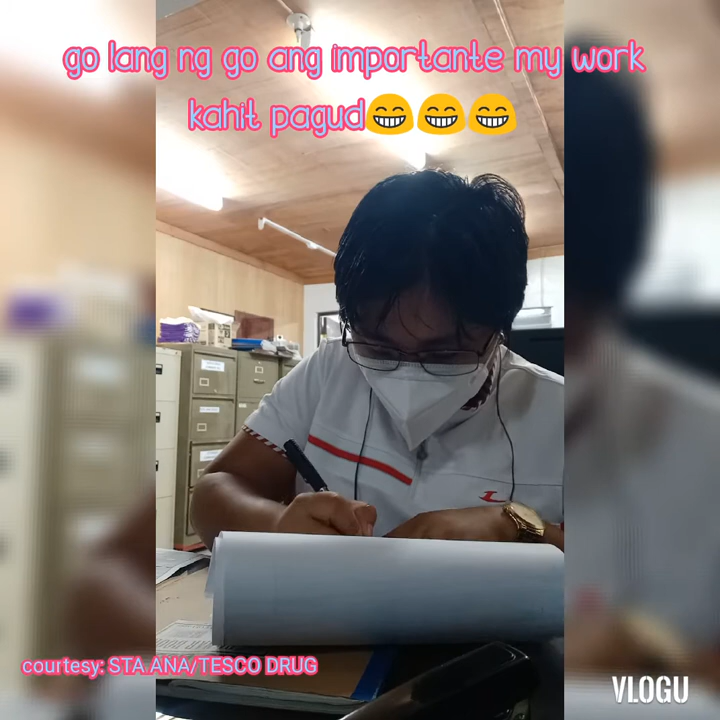 go lang ng go ang importante my work
kahit pagud😁😁😁
courtesy: STA.ANA/TESCO DRUG
VLOGU